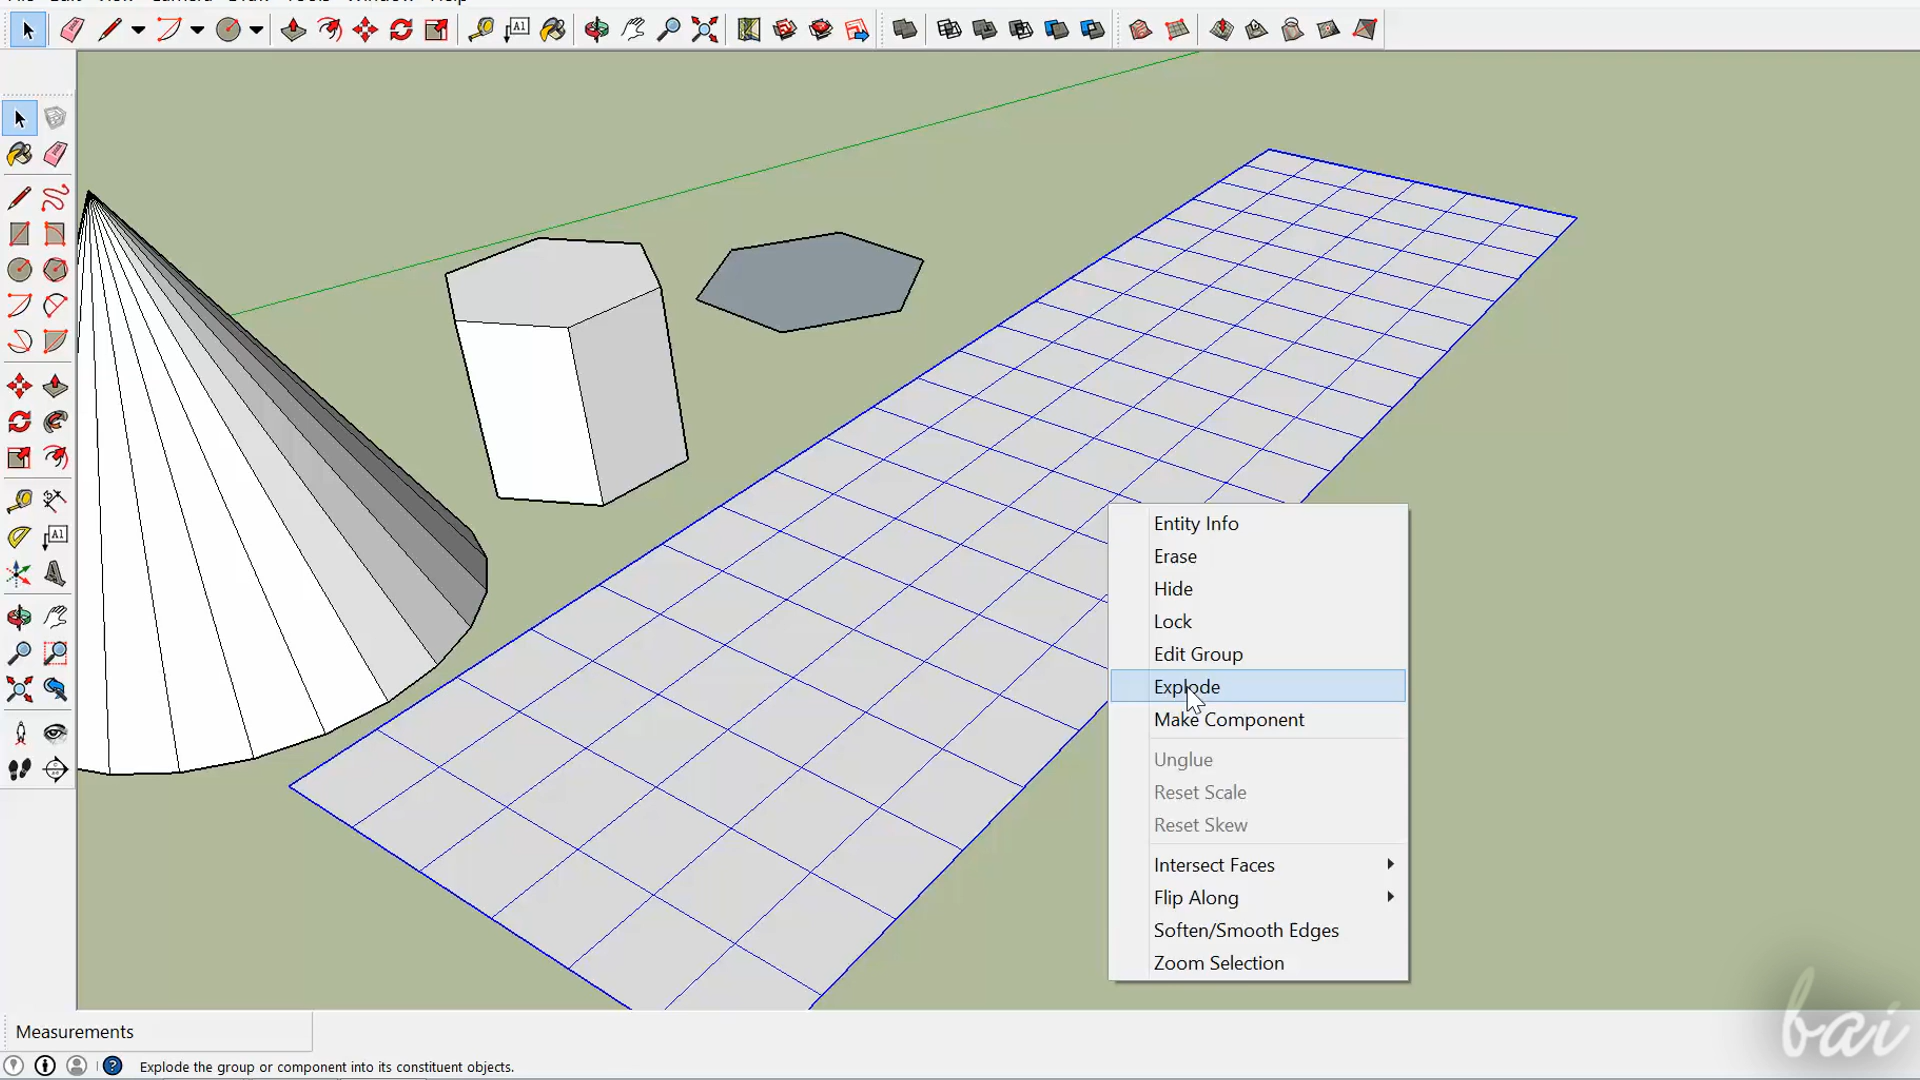 Entity Info
Erase
Hide
Lock
Edit Group
Explode
Make Component
Unglue
Reset Scale
Reset Skew
Intersect Faces
Flip Along
Soften/Smooth Edges
Zoom Selection
Measurements
Explode the group or component into its constituent objects.
bai